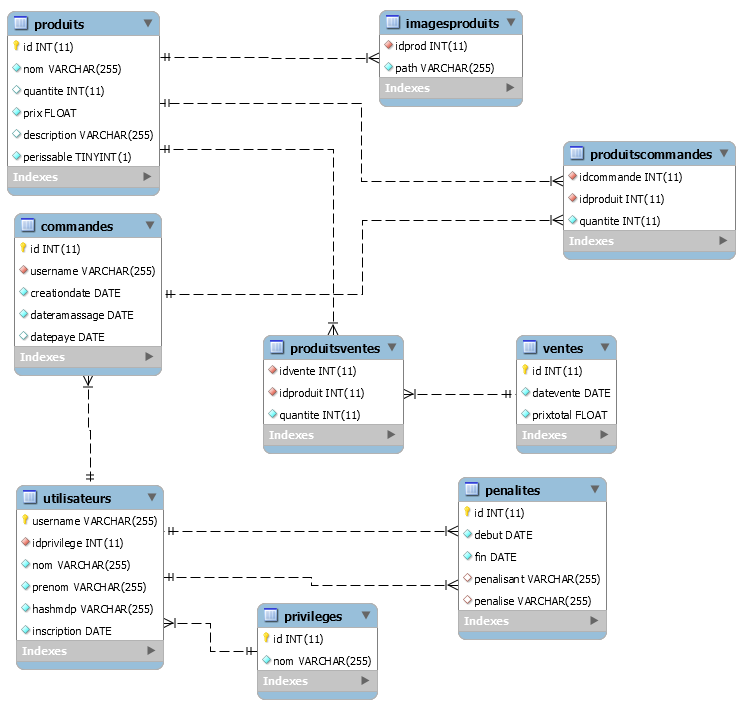 produits
id INT(11)
nom VARCHAR(255)
quantite INT(11)
prix FLOAT
description VARCHAR(255)
perissable TINYINT(1)
Indexes
imagesproduits
idprod INT(11)
path VARCHAR(255)
Indexes
produitscommandes
idcommande INT(11)
idproduit INT(11)
quantite INT(11)
Indexes
commandes
id INT(11)
username VARCHAR(255)
creationdate DATE
dateramassage DATE
datepaye DATE
Indexes
produitsventes
idvente INT(11)
idproduit INT(11)
quantite INT(11)
Indexes
ventes
id INT(11)
datevente DATE
prixtotal FLOAT
Indexes
utilisateurs
username VARCHAR(255)
idprivilege INT(11)
nom VARCHAR(255)
prenom VARCHAR(255)
hashmdp VARCHAR(255)
inscription DATE
Indexes
penalites
id INT(11)
debut DATE
fin DATE
penalisant VARCHAR(255)
penalise VARCHAR(255)
Indexes
privileges
id INT(11)
nom VARCHAR(255)
Indexes